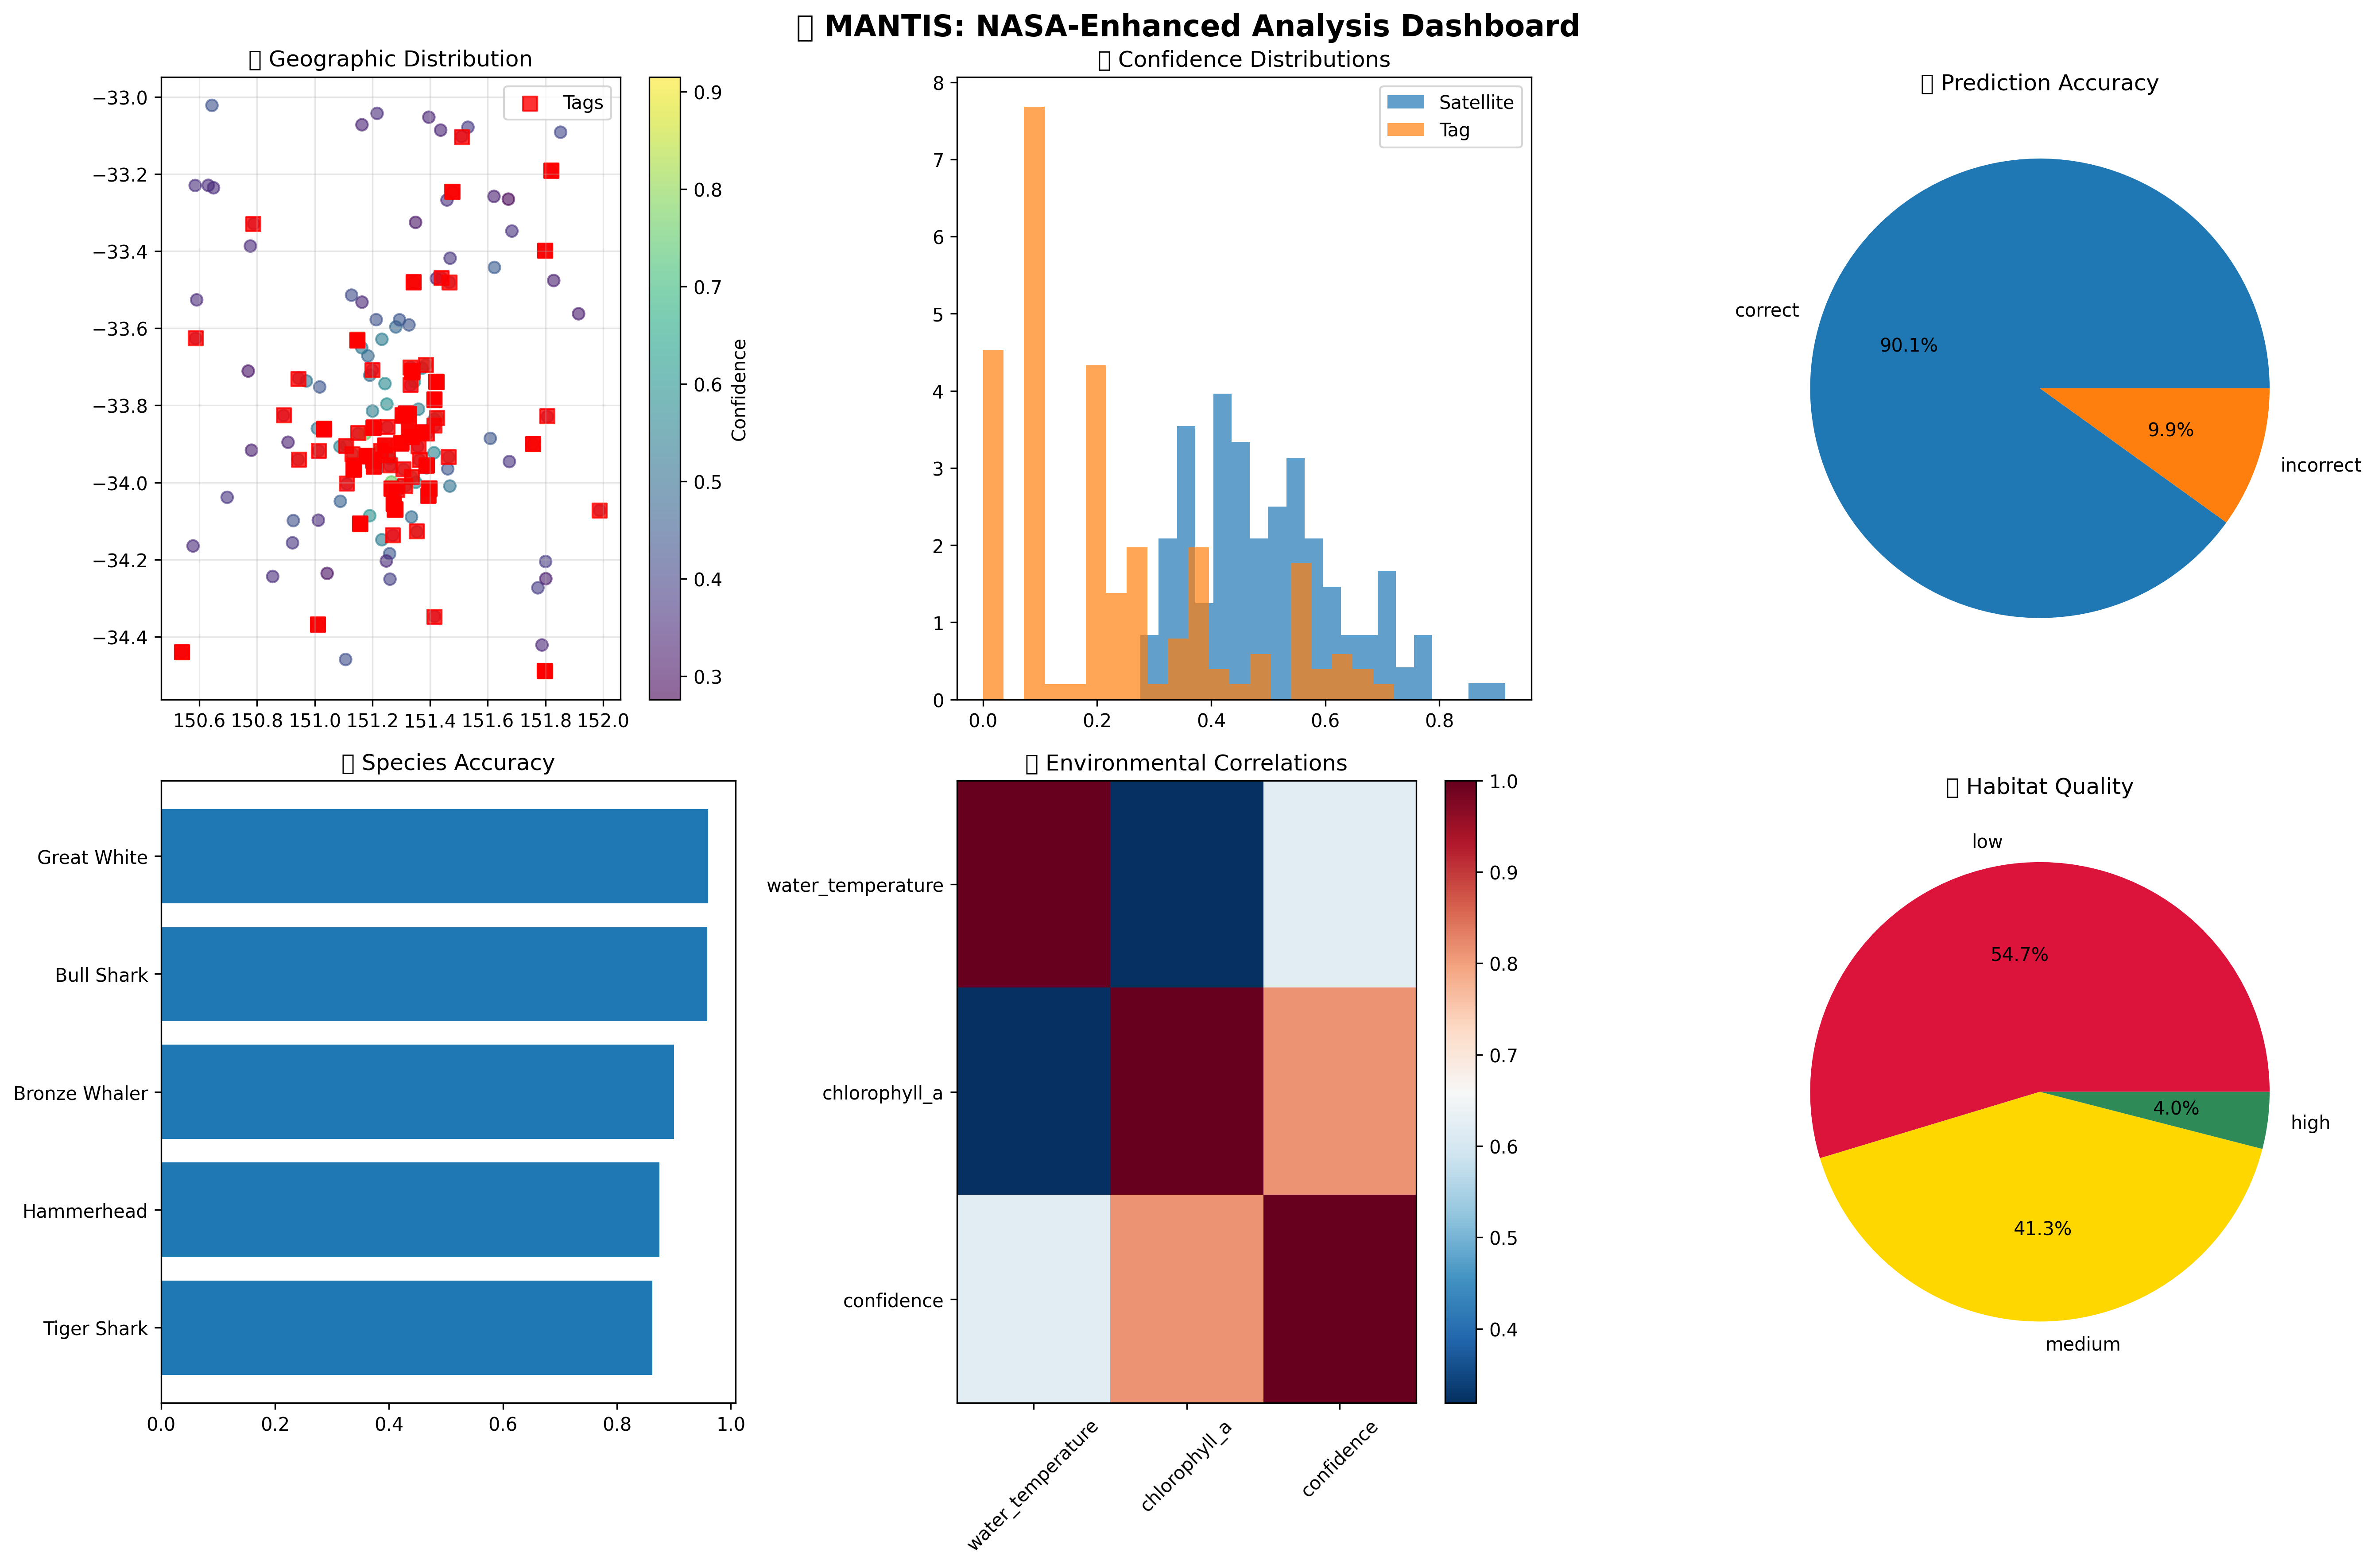 ▯ MANTIS: NASA-Enhanced Analysis Dashboard
▯ Geographic Distribution
−33.0
−33.2
−33.4
−33.6
−33.8
−34.0
−34.2
−34.4
150.6 150.8 151.0 151.2 151.4 151.6 151.8 152.0
Tags
0.9
0.8
0.7
0.6
0.5
0.4
0.3
Confidence
▯ Confidence Distributions
8
7
6
5
4
3
2
1
0
0.0 0.2 0.4 0.6 0.8
Satellite
Tag
▯ Prediction Accuracy
correct
90.1%
9.9%
incorrect
▯ Species Accuracy
Great White
Bull Shark
Bronze Whaler
Hammerhead
Tiger Shark
0.0 0.2 0.4 0.6 0.8 1.0
▯ Environmental Correlations
water_temperature
chlorophyll_a
confidence
water_temperature
chlorophyll_a
confidence
1.0
0.9
0.8
0.7
0.6
0.5
0.4
▯ Habitat Quality
low
54.7%
4.0%
high
41.3%
medium